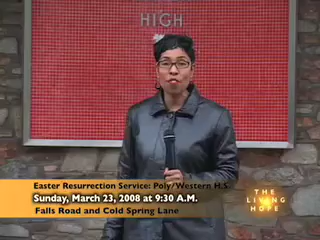 HIGH
Easter Resurrection Service: Poly/Western H.S.
Sunday, March 23, 2008 at 9:30 A.M.
Falls Road and Cold Spring Lane
THE
LIVING
HOPE